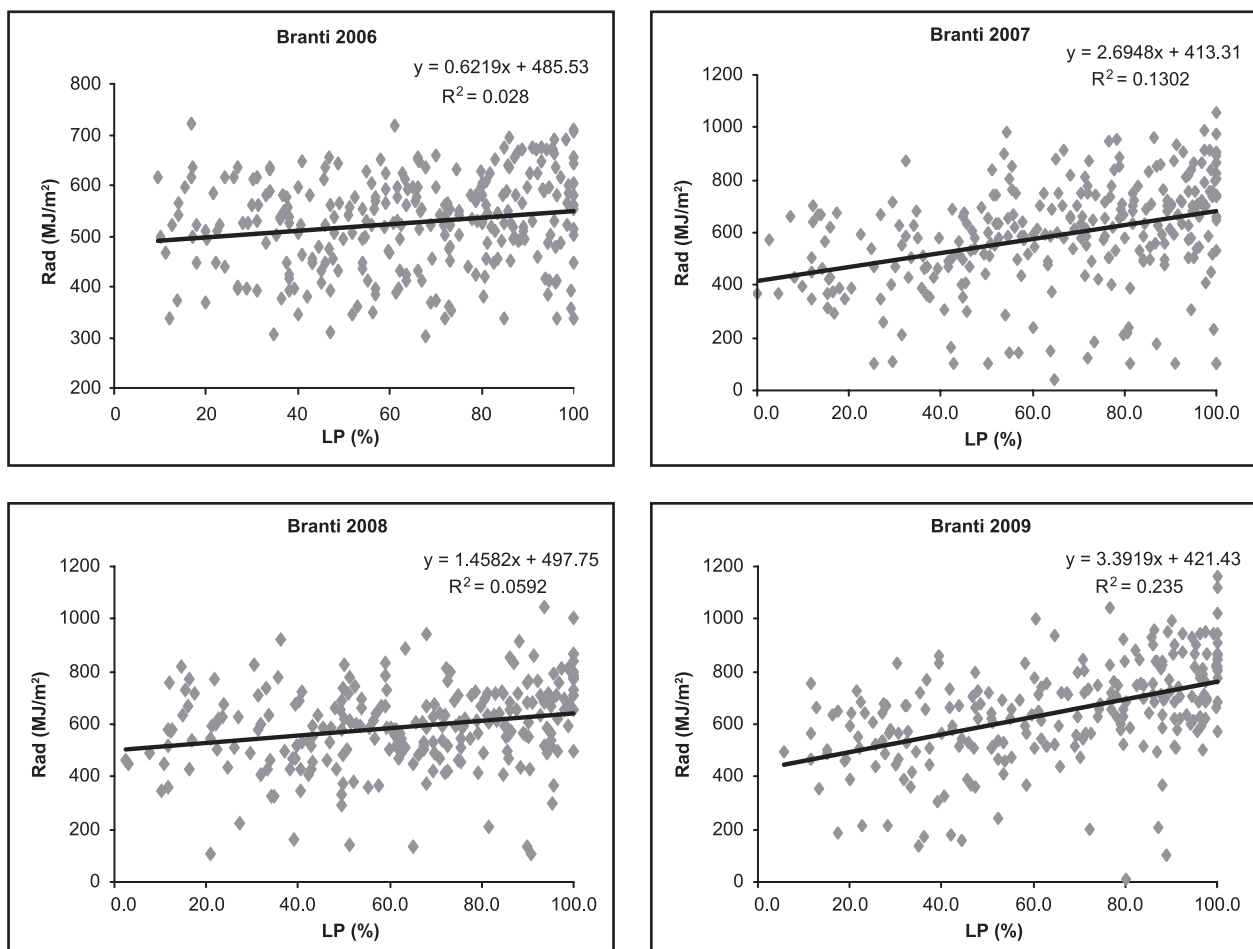 Branti 2006
y = 0.6219x + 485.53
R² = 0.028
800
700
600
500
400
300
200
Rad (MJ/m²)
0 20 40 60 80 100
LP (%)
Branti 2007
y = 2.6948x + 413.31
R² = 0.1302
1200
1000
800
600
400
200
0
Rad (MJ/m²)
0.0 20.0 40.0 60.0 80.0 100.0
LP (%)
Branti 2008
y = 1.4582x + 497.75
R² = 0.0592
1200
1000
800
600
400
200
0
Rad (MJ/m²)
0.0 20.0 40.0 60.0 80.0 100.0
LP (%)
Branti 2009
y = 3.3919x + 421.43
R² = 0.235
1200
1000
800
600
400
200
0
Rad (MJ/m²)
0.0 20.0 40.0 60.0 80.0 100.0
LP (%)